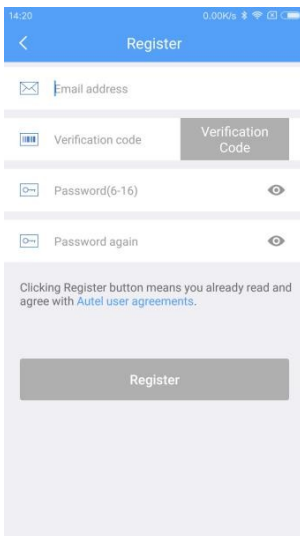 14:20 0.00K/s
Register
Email address
Verification code
Verification
Code
Password(6-16)
Password again
Clicking Register button means you already read and
agree with Autel user agreements.
Register